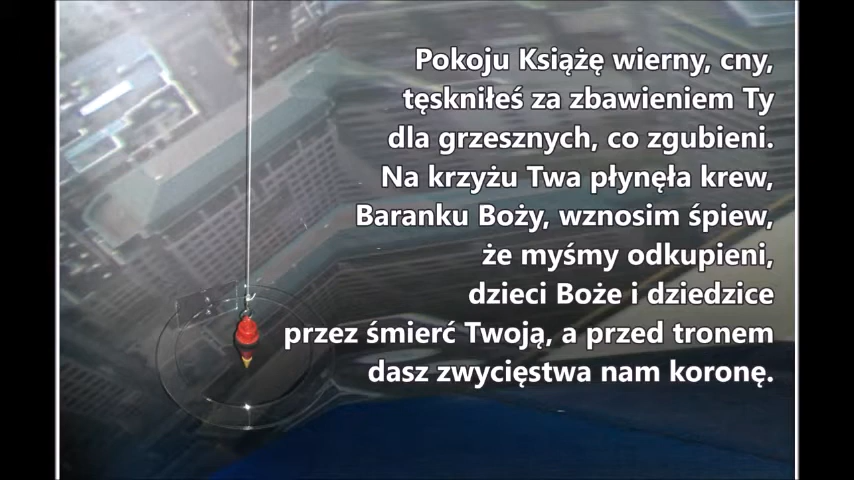 Pokoju Książę wierny, cny,
tęskniłeś za zbawieniem Ty
dla grzesznych, co zgubieni.
Na krzyżu Twa płynęła krew,
Baranku Boży, wznosim śpiew,
że myśmy odkupieni,
dzieci Boże i dziedzice
przez śmierć Twoją, a przed tronem
dasz zwycięstwa nam koronę.